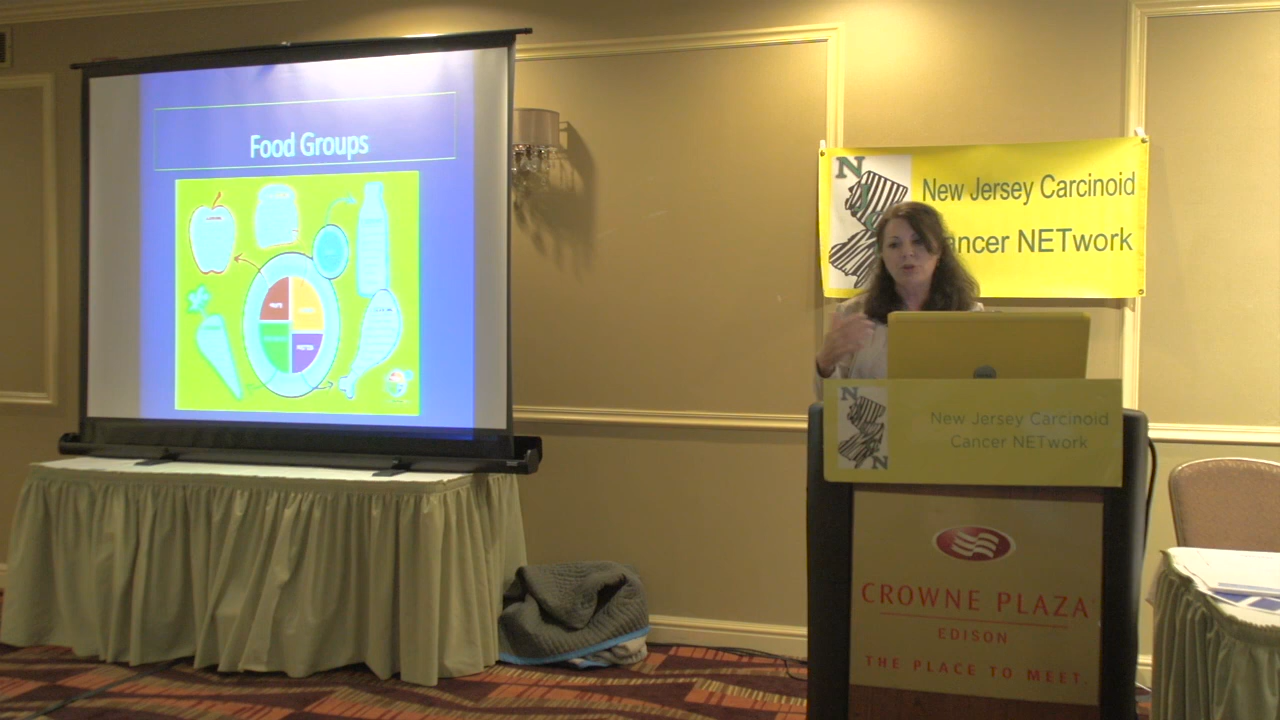 Food Groups
N
J
New Jersey Carcinoid
Cancer NETwork
N
N
New Jersey Carcinoid
Cancer NETwork
CROWNE PLAZA
EDISON
THE PLACE TO MEET.